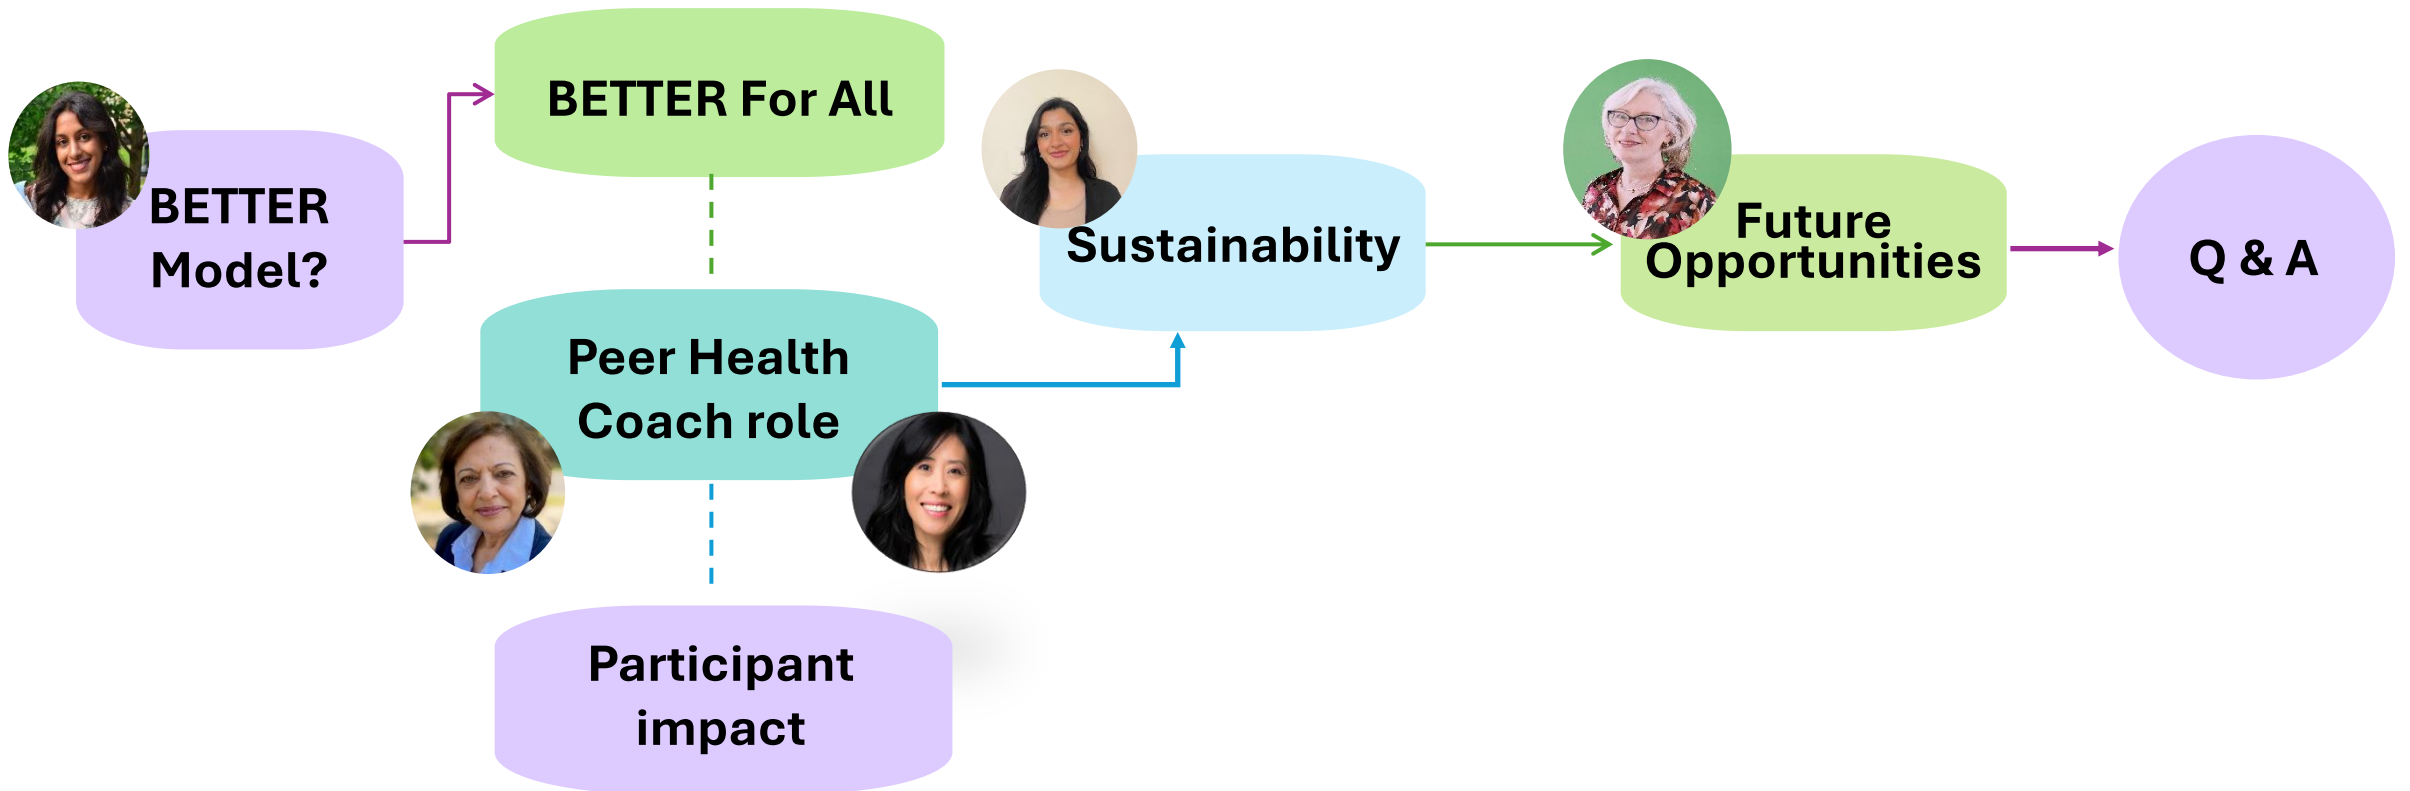 BETTER
Model?
BETTER For All
Peer Health
Coach role
Participant
impact
Sustainability
Future
Opportunities
Q & A